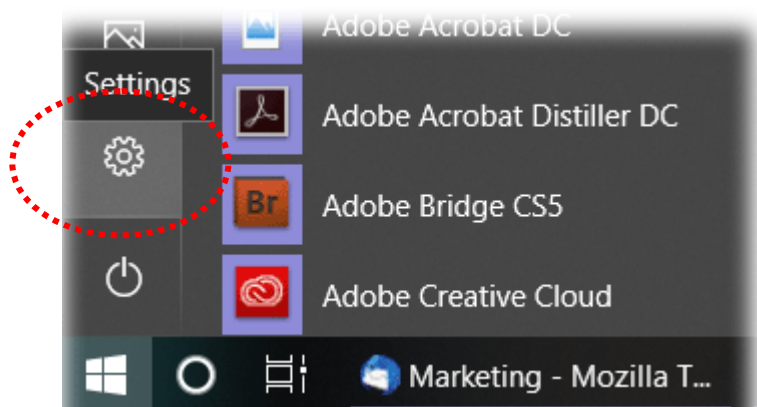 Adobe Acrobat DC
Settings
Adobe Acrobat Distiller DC
Br
Adobe Bridge CS5
Adobe Creative Cloud
Marketing - Mozilla T...